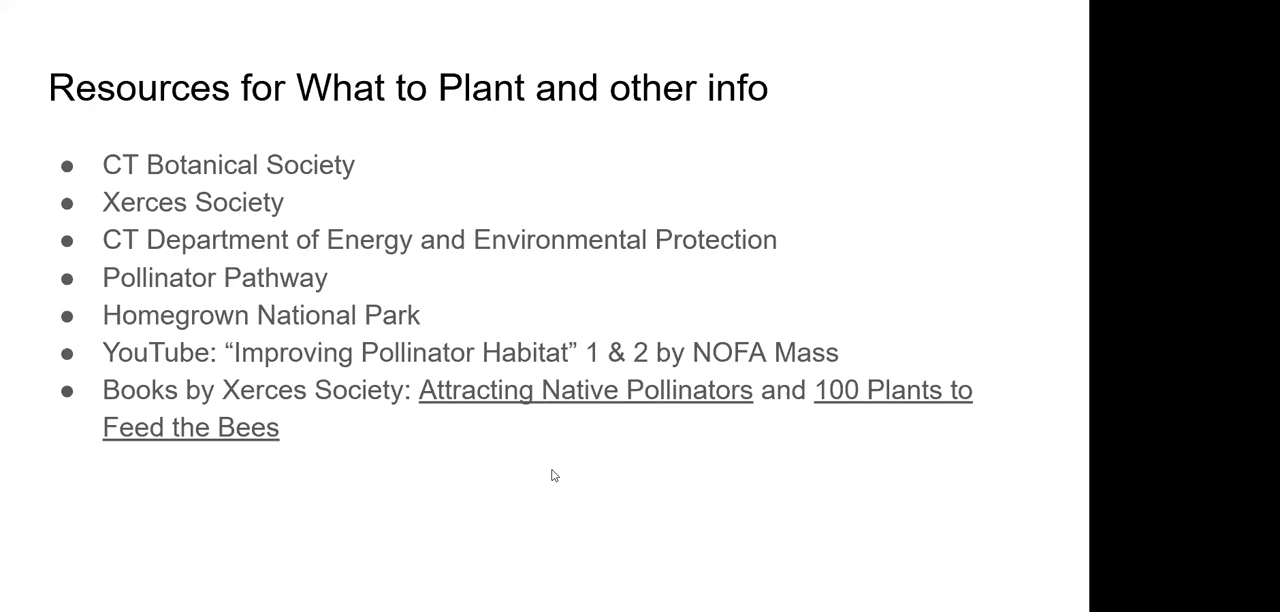 Resources for What to Plant and other info
● CT Botanical Society
● Xerces Society
● CT Department of Energy and Environmental Protection
● Pollinator Pathway
● Homegrown National Park
● YouTube: “Improving Pollinator Habitat” 1 & 2 by NOFA Mass
● Books by Xerces Society: Attracting Native Pollinators and 100 Plants to
Feed the Bees